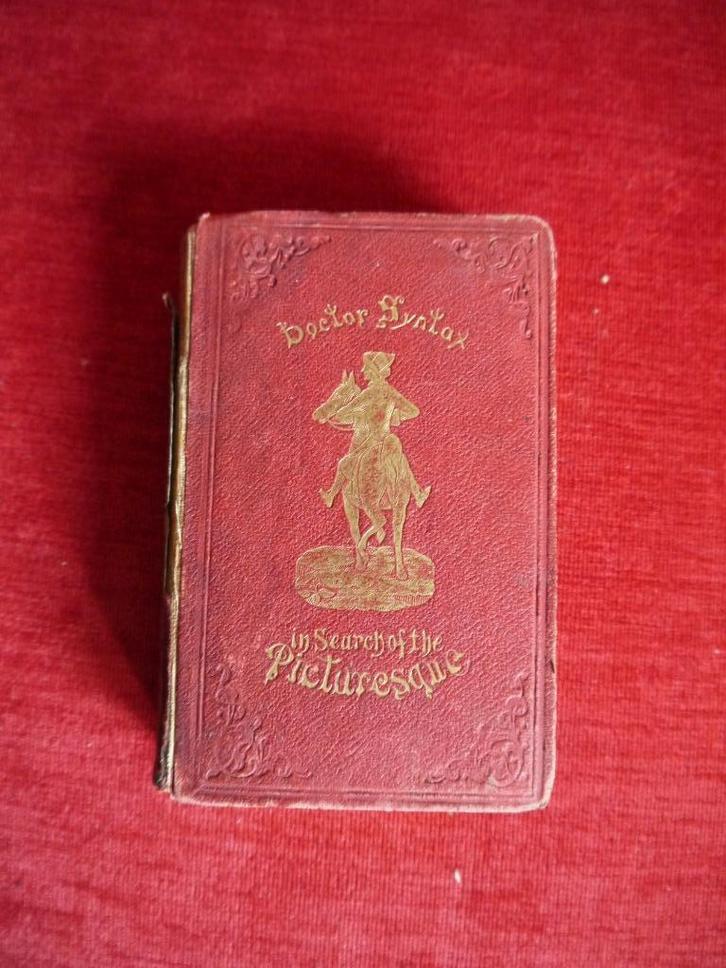 Doctor Syntax
in Search of the
Picturesque